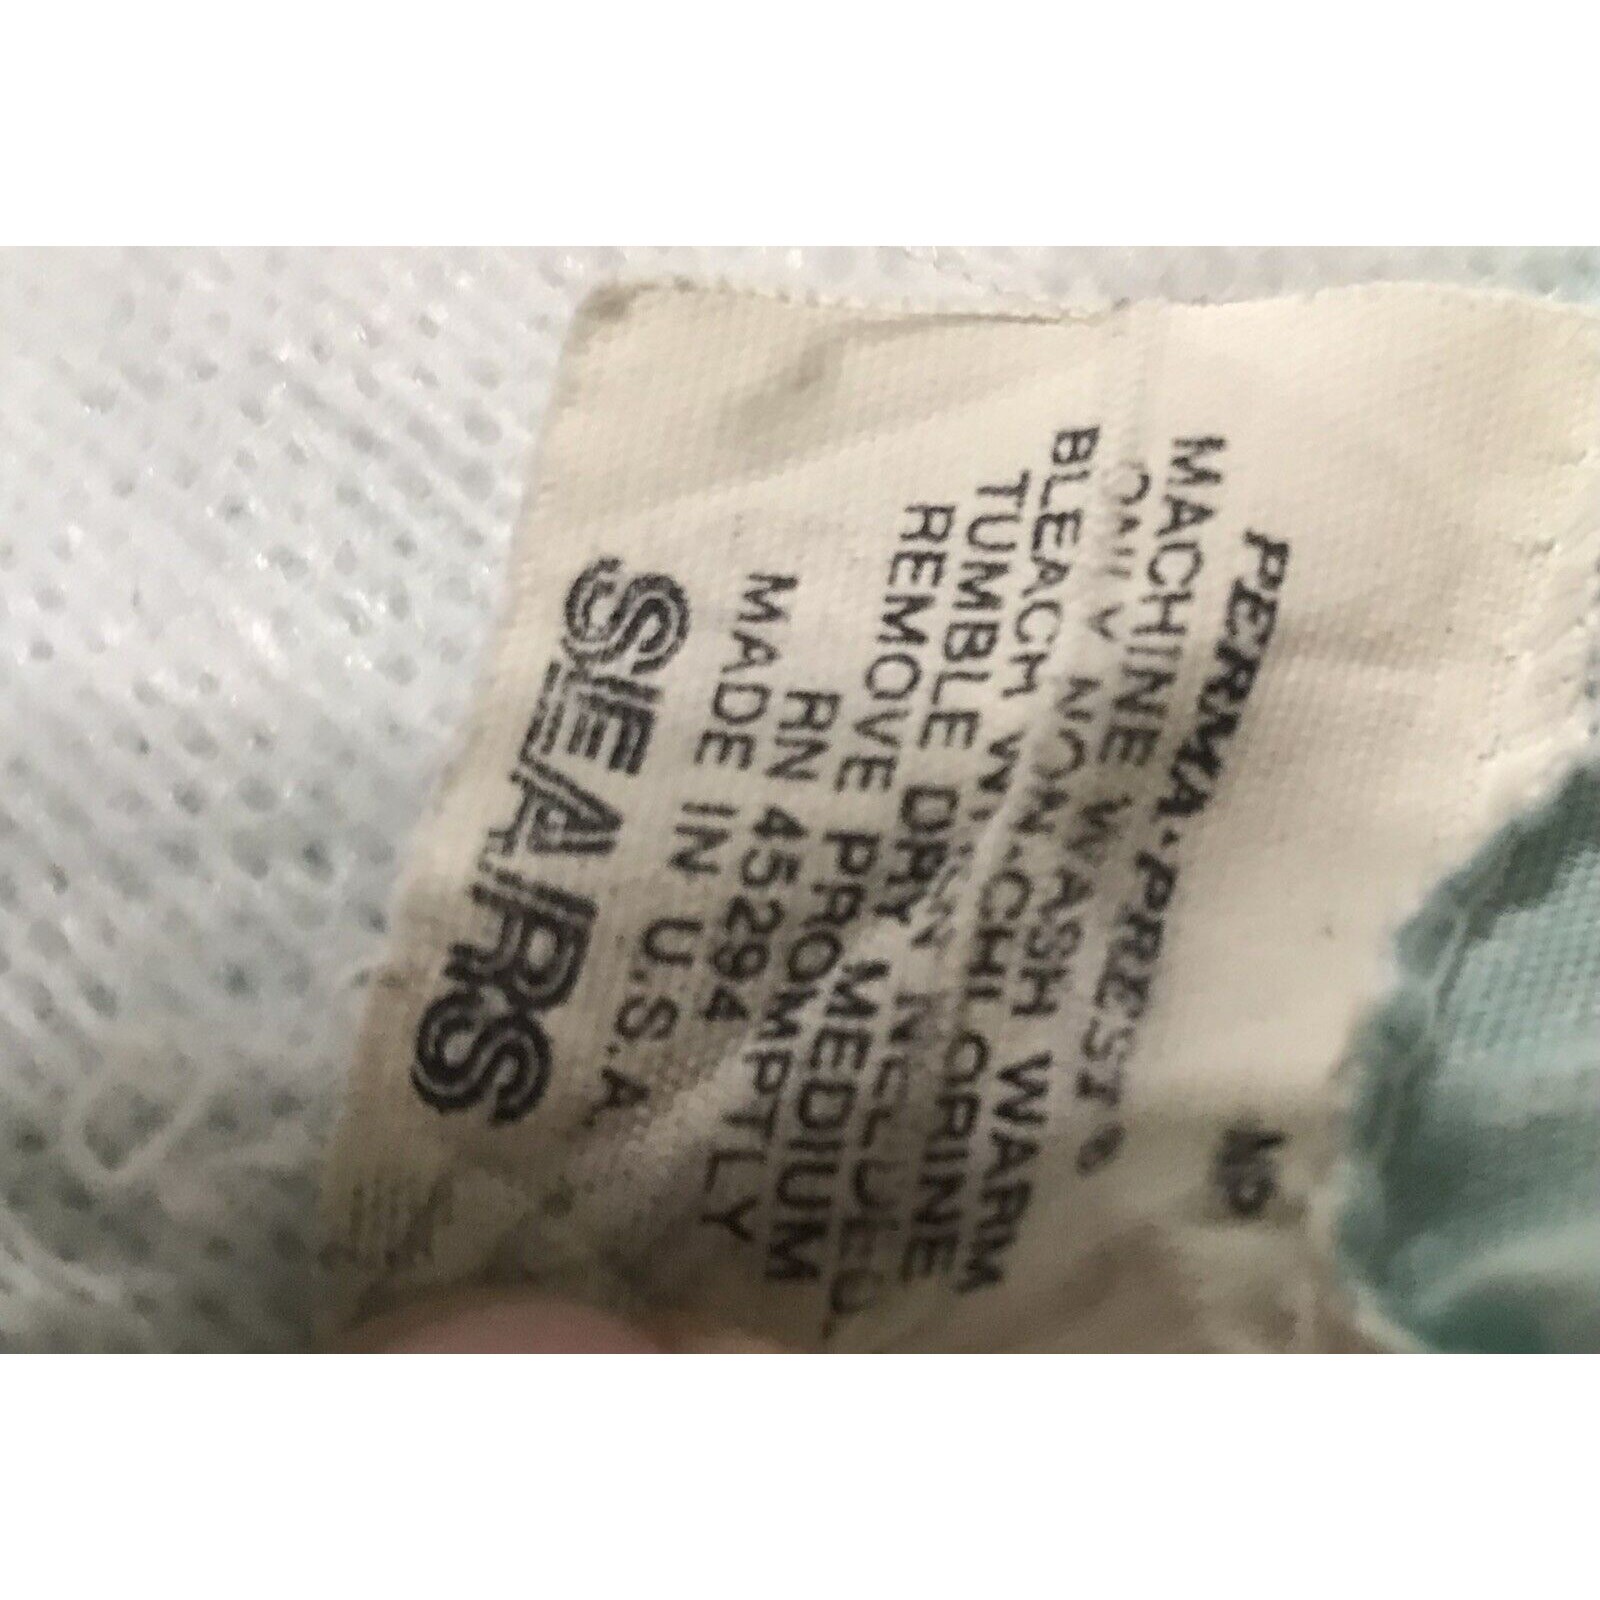 PERMA·PREST®
MACHINE WASH WARM
ONLY NON-CHLORINE
BLEACH WHEN NEEDED
TUMBLE DRY MEDIUM
REMOVE PROMPTLY
RN 45294
MADE IN U.S.A.
SEARS